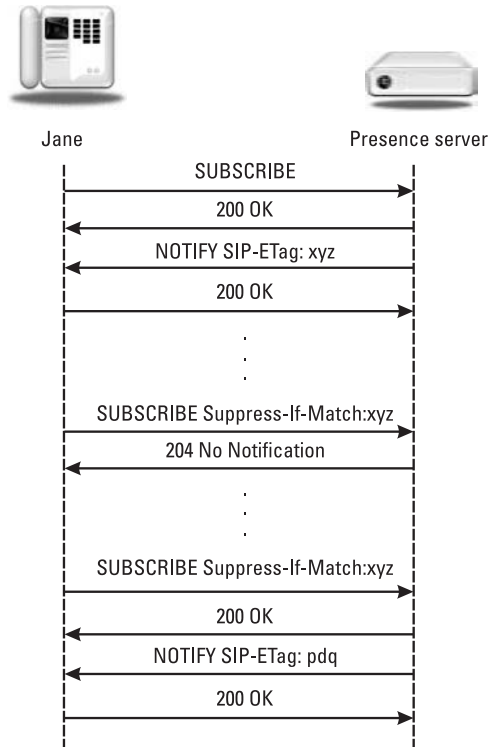 Jane
Presence server
SUBSCRIBE
200 OK
NOTIFY SIP-ETag: xyz
200 OK
.
.
.
SUBSCRIBE Suppress-If-Match:xyz
204 No Notification
.
.
.
SUBSCRIBE Suppress-If-Match:xyz
200 OK
NOTIFY SIP-ETag: pdq
200 OK